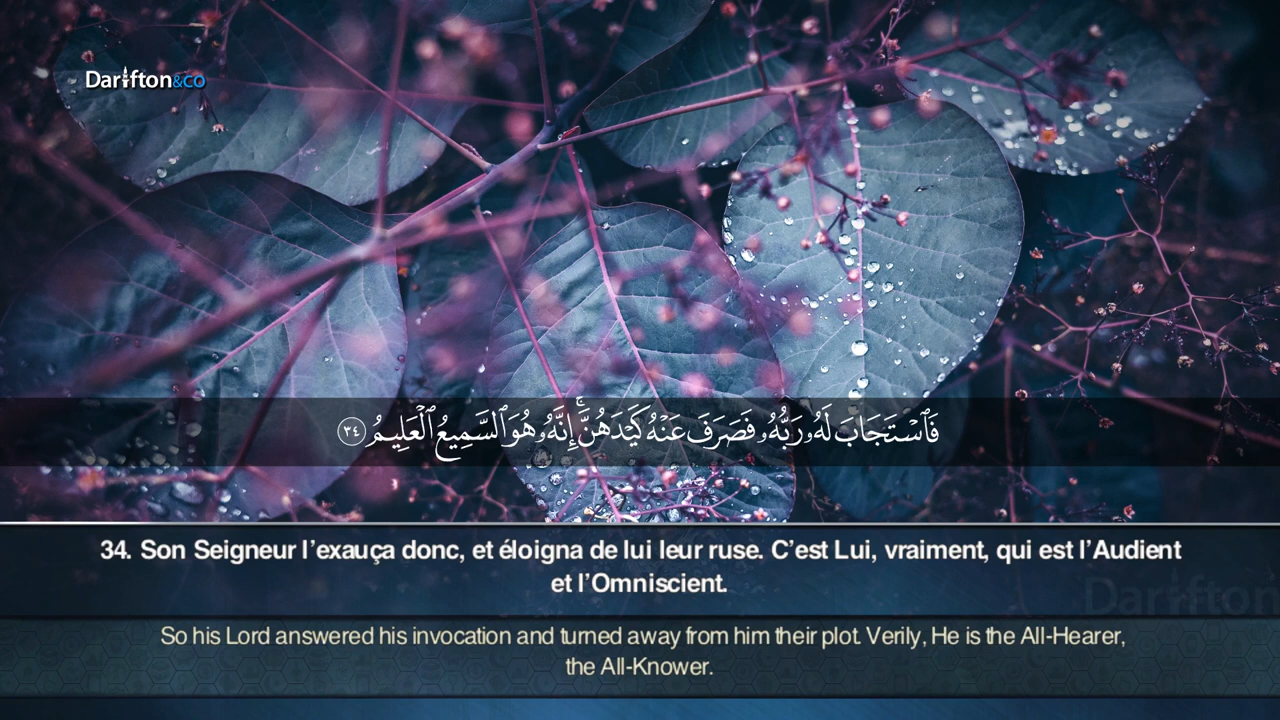 Darifton&co
فَٱسْتَجَابَ لَهُۥ رَبُّهُۥ فَصَرَفَ عَنْهُ كَيْدَهُنَّ ۚ إِنَّهُۥ هُوَ ٱلسَّمِيعُ ٱلْعَلِيمُ ٣٤
34. Son Seigneur l’exauça donc, et éloigna de lui leur ruse. C’est Lui, vraiment, qui est l’Audient
et l’Omniscient.
Darifton
So his Lord answered his invocation and turned away from him their plot. Verily, He is the All-Hearer,
the All-Knower.